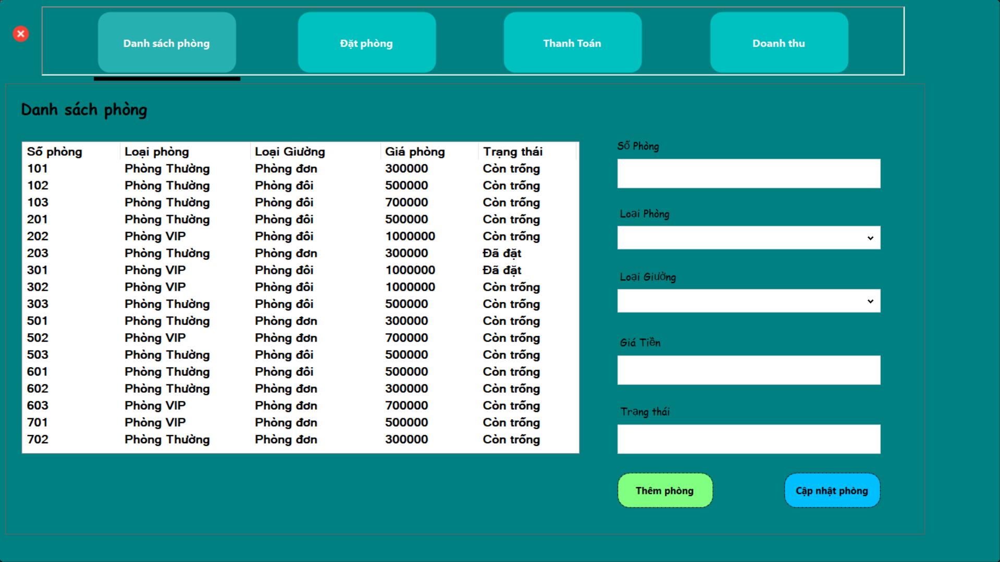 Danh sách phòng Đặt phòng Thanh Toán Doanh thu
Danh sách phòng
Số phòng Loại phòng Loại Giường Giá phòng Trạng thái
101 Phòng Thường Phòng đơn 300000 Còn trống
102 Phòng Thường Phòng đôi 500000 Còn trống
103 Phòng Thường Phòng đôi 700000 Còn trống
201 Phòng Thường Phòng đôi 500000 Còn trống
202 Phòng VIP Phòng đôi 1000000 Còn trống
203 Phòng Thường Phòng đơn 300000 Đã đặt
301 Phòng VIP Phòng đôi 1000000 Đã đặt
302 Phòng VIP Phòng đôi 1000000 Còn trống
303 Phòng Thường Phòng đôi 500000 Còn trống
501 Phòng Thường Phòng đơn 300000 Còn trống
502 Phòng VIP Phòng đơn 700000 Còn trống
503 Phòng Thường Phòng đôi 500000 Còn trống
601 Phòng Thường Phòng đôi 500000 Còn trống
602 Phòng Thường Phòng đơn 300000 Còn trống
603 Phòng VIP Phòng đơn 700000 Còn trống
701 Phòng VIP Phòng đơn 500000 Còn trống
702 Phòng Thường Phòng đơn 300000 Còn trống
Số Phòng
Loại Phòng
Loại Giường
Giá Tiền
Trạng thái
Thêm phòng Cập nhật phòng